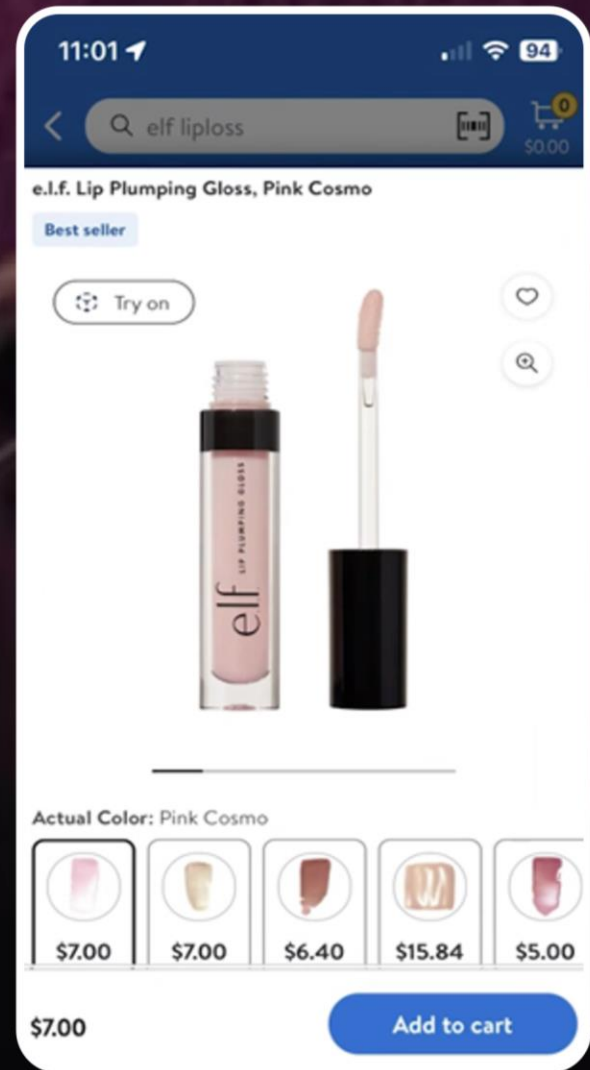 11:01
94
elf liploss
0
$0.00
e.l.f. Lip Plumping Gloss, Pink Cosmo
Best seller
Try on
elf LIP PLUMPING GLOSS
Actual Color: Pink Cosmo
$7.00 $7.00 $6.40 $15.84 $5.00
$7.00
Add to cart